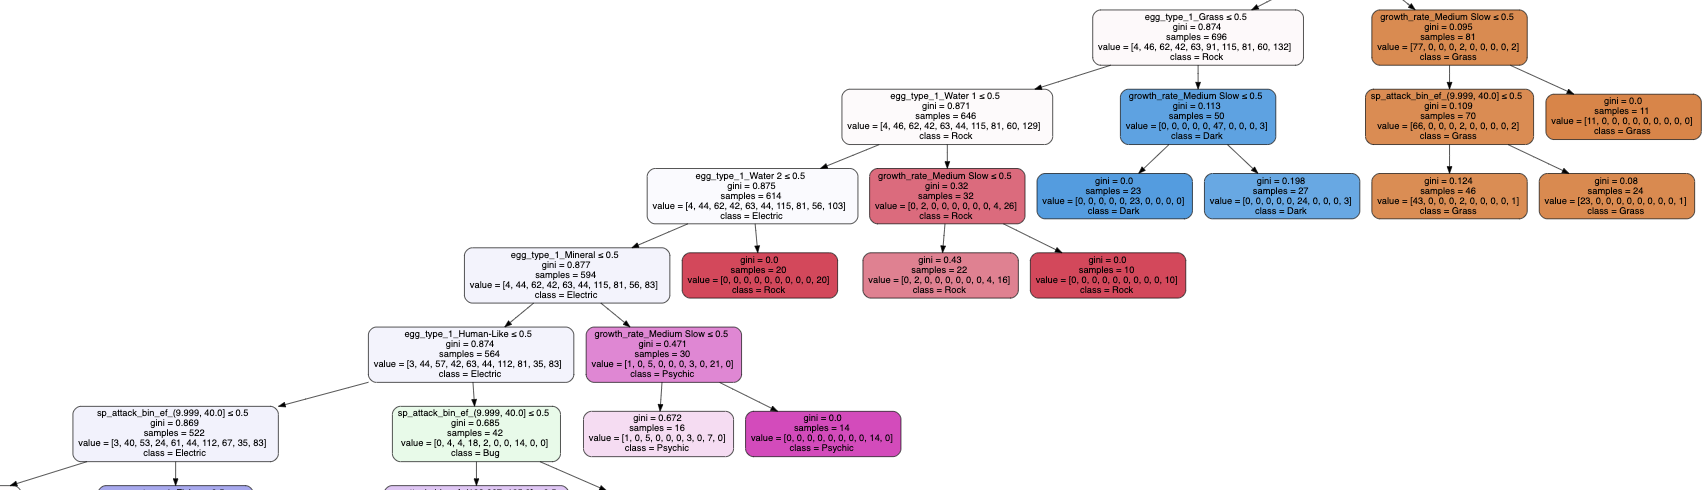 egg_type_1_Grass ≤ 0.5
gini = 0.874
samples = 696
value = [4, 46, 62, 42, 63, 91, 115, 81, 60, 132]
class = Rock
growth_rate_Medium Slow ≤ 0.5
gini = 0.095
samples = 81
value = [77, 0, 0, 0, 2, 0, 0, 0, 0, 2]
class = Grass
egg_type_1_Water 1 ≤ 0.5
gini = 0.871
samples = 646
value = [4, 46, 62, 42, 63, 44, 115, 81, 60, 129]
class = Rock
growth_rate_Medium Slow ≤ 0.5
gini = 0.113
samples = 50
value = [0, 0, 0, 0, 0, 47, 0, 0, 0, 3]
class = Dark
sp_attack_bin_ef_(9.999, 40.0] ≤ 0.5
gini = 0.109
samples = 70
value = [66, 0, 0, 0, 2, 0, 0, 0, 0, 2]
class = Grass
gini = 0.0
samples = 11
value = [11, 0, 0, 0, 0, 0, 0, 0, 0, 0]
class = Grass
egg_type_1_Water 2 ≤ 0.5
gini = 0.875
samples = 614
value = [4, 44, 62, 42, 63, 44, 115, 81, 56, 103]
class = Electric
growth_rate_Medium Slow ≤ 0.5
gini = 0.32
samples = 32
value = [0, 2, 0, 0, 0, 0, 0, 0, 4, 26]
class = Rock
gini = 0.0
samples = 23
value = [0, 0, 0, 0, 0, 23, 0, 0, 0, 0]
class = Dark
gini = 0.198
samples = 27
value = [0, 0, 0, 0, 0, 24, 0, 0, 0, 3]
class = Dark
gini = 0.124
samples = 46
value = [43, 0, 0, 0, 2, 0, 0, 0, 0, 1]
class = Grass
gini = 0.08
samples = 24
value = [23, 0, 0, 0, 0, 0, 0, 0, 0, 1]
class = Grass
egg_type_1_Mineral ≤ 0.5
gini = 0.877
samples = 594
value = [4, 44, 62, 42, 63, 44, 115, 81, 56, 83]
class = Electric
gini = 0.0
samples = 20
value = [0, 0, 0, 0, 0, 0, 0, 0, 0, 20]
class = Rock
gini = 0.43
samples = 22
value = [0, 2, 0, 0, 0, 0, 0, 0, 4, 16]
class = Rock
gini = 0.0
samples = 10
value = [0, 0, 0, 0, 0, 0, 0, 0, 0, 10]
class = Rock
egg_type_1_Human-Like ≤ 0.5
gini = 0.874
samples = 564
value = [3, 44, 57, 42, 63, 44, 112, 81, 35, 83]
class = Electric
growth_rate_Medium Slow ≤ 0.5
gini = 0.471
samples = 30
value = [1, 0, 5, 0, 0, 0, 3, 0, 21, 0]
class = Psychic
sp_attack_bin_ef_(9.999, 40.0] ≤ 0.5
gini = 0.869
samples = 522
value = [3, 40, 53, 24, 61, 44, 112, 67, 35, 83]
class = Electric
sp_attack_bin_ef_(9.999, 40.0] ≤ 0.5
gini = 0.685
samples = 42
value = [0, 4, 4, 18, 2, 0, 0, 14, 0, 0]
class = Bug
gini = 0.672
samples = 16
value = [1, 0, 5, 0, 0, 0, 3, 0, 7, 0]
class = Psychic
gini = 0.0
samples = 14
value = [0, 0, 0, 0, 0, 0, 0, 0, 14, 0]
class = Psychic